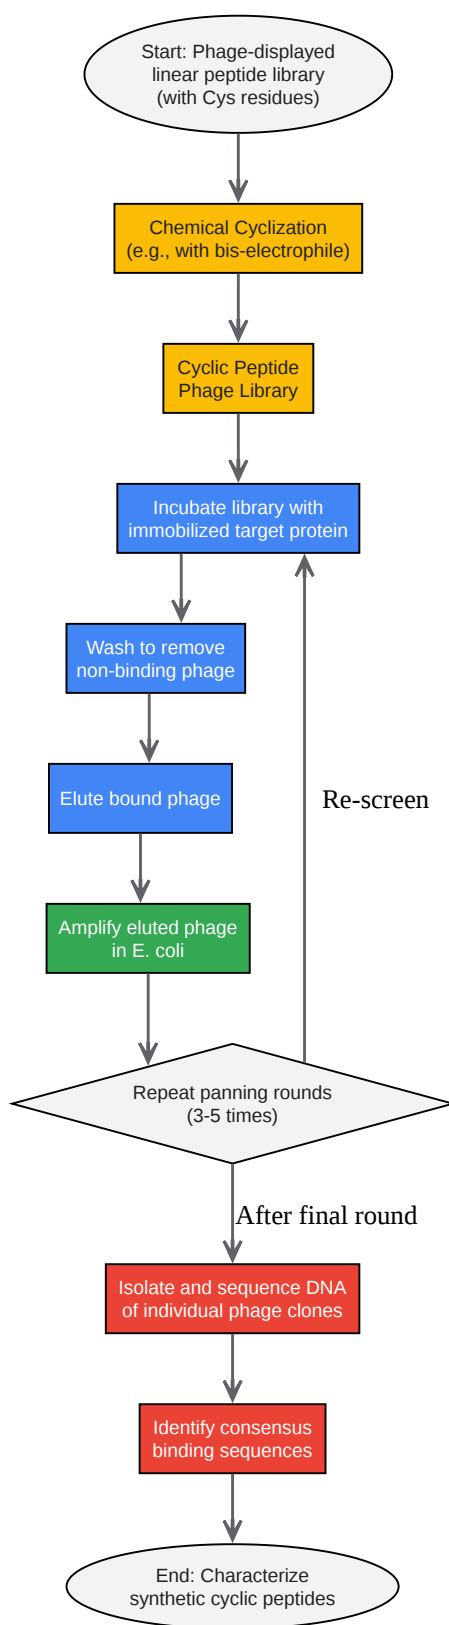 Start: Phage-displayed
linear peptide library
(with Cys residues)
Chemical Cyclization
(e.g., with bis-electrophile)
Cyclic Peptide
Phage Library
Incubate library with
immobilized target protein
Wash to remove
non-binding phage
Elute bound phage
Re-screen
Amplify eluted phage
in E. coli
Repeat panning rounds
(3-5 times)
After final round
Isolate and sequence DNA
of individual phage clones
Identify consensus
binding sequences
End: Characterize
synthetic cyclic peptides